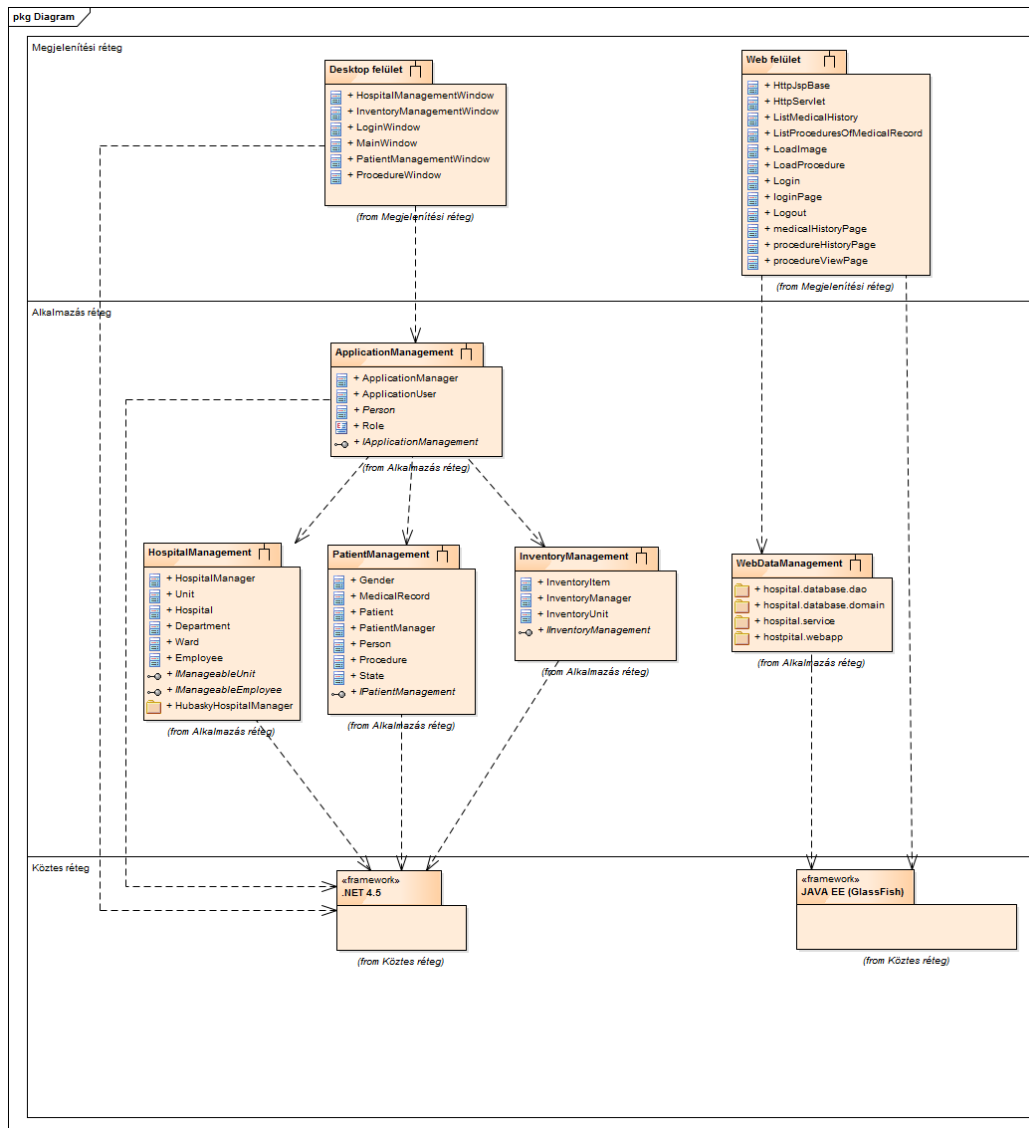 pkg Diagram
Megjelenítési réteg
Desktop felület
+ HospitalManagementWindow
+ InventoryManagementWindow
+ LoginWindow
+ MainWindow
+ PatientManagementWindow
+ ProcedureWindow
(from Megjelenítési réteg)
Web felület
+ HttpJspBase
+ HttpServlet
+ ListMedicalHistory
+ ListProceduresOfMedicalRecord
+ LoadImage
+ LoadProcedure
+ Login
+ loginPage
+ Logout
+ medicalHistoryPage
+ procedureHistoryPage
+ procedureViewPage
(from Megjelenítési réteg)
Alkalmazás réteg
ApplicationManagement
+ ApplicationManager
+ ApplicationUser
+ Person
+ Role
+ IApplicationManagement
(from Alkalmazás réteg)
HospitalManagement
+ HospitalManager
+ Unit
+ Hospital
+ Department
+ Ward
+ Employee
+ IManageableUnit
+ IManageableEmployee
+ HubaskyHospitalManager
(from Alkalmazás réteg)
PatientManagement
+ Gender
+ MedicalRecord
+ Patient
+ PatientManager
+ Person
+ Procedure
+ State
+ IPatientManagement
(from Alkalmazás réteg)
InventoryManagement
+ InventoryItem
+ InventoryManager
+ InventoryUnit
+ IInventoryManagement
(from Alkalmazás réteg)
WebDataManagement
+ hospital.database.dao
+ hospital.database.domain
+ hospital.service
+ hostpital.webapp
(from Alkalmazás réteg)
Köztes réteg
«framework»
.NET 4.5
(from Köztes réteg)
«framework»
JAVA EE (GlassFish)
(from Köztes réteg)